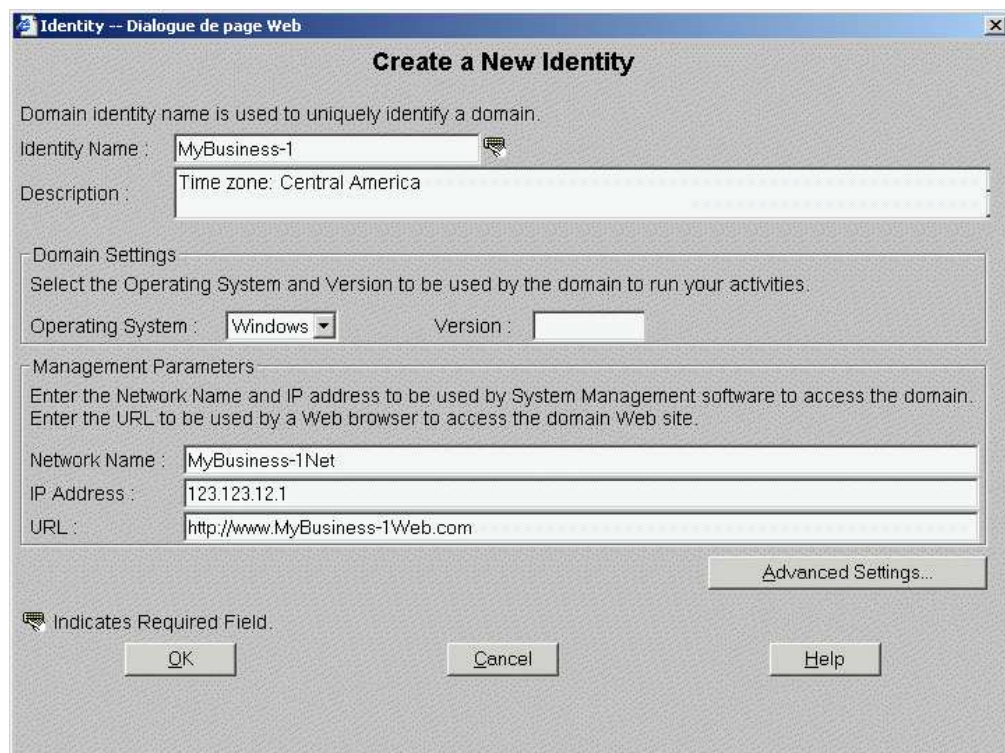 Identity -- Dialogue de page Web
Create a New Identity
Domain identity name is used to uniquely identify a domain.
Identity Name : MyBusiness-1
Description : Time zone: Central America
Domain Settings
Select the Operating System and Version to be used by the domain to run your activities.
Operating System : Windows Version :
Management Parameters
Enter the Network Name and IP address to be used by System Management software to access the domain.
Enter the URL to be used by a Web browser to access the domain Web site.
Network Name : MyBusiness-1Net
IP Address : 123.123.12.1
URL : http://www.MyBusiness-1Web.com
Advanced Settings...
Indicates Required Field.
OK Cancel Help